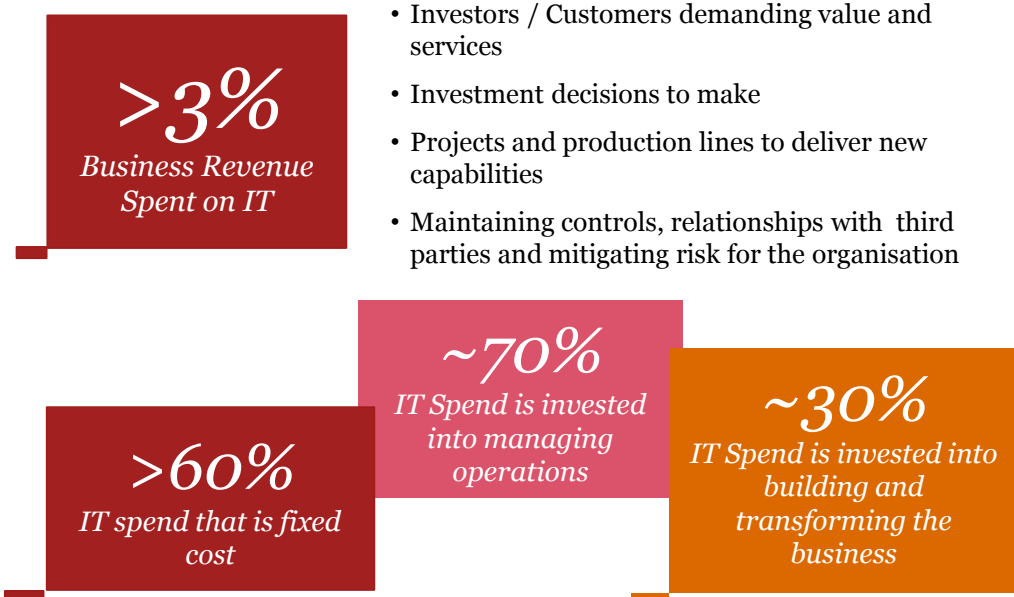 >3%
Business Revenue
Spent on IT
• Investors / Customers demanding value and
services
• Investment decisions to make
• Projects and production lines to deliver new
capabilities
• Maintaining controls, relationships with third
parties and mitigating risk for the organisation
~70%
IT Spend is invested
into managing
operations
~30%
IT Spend is invested into
building and
transforming the
business
>60%
IT spend that is fixed
cost